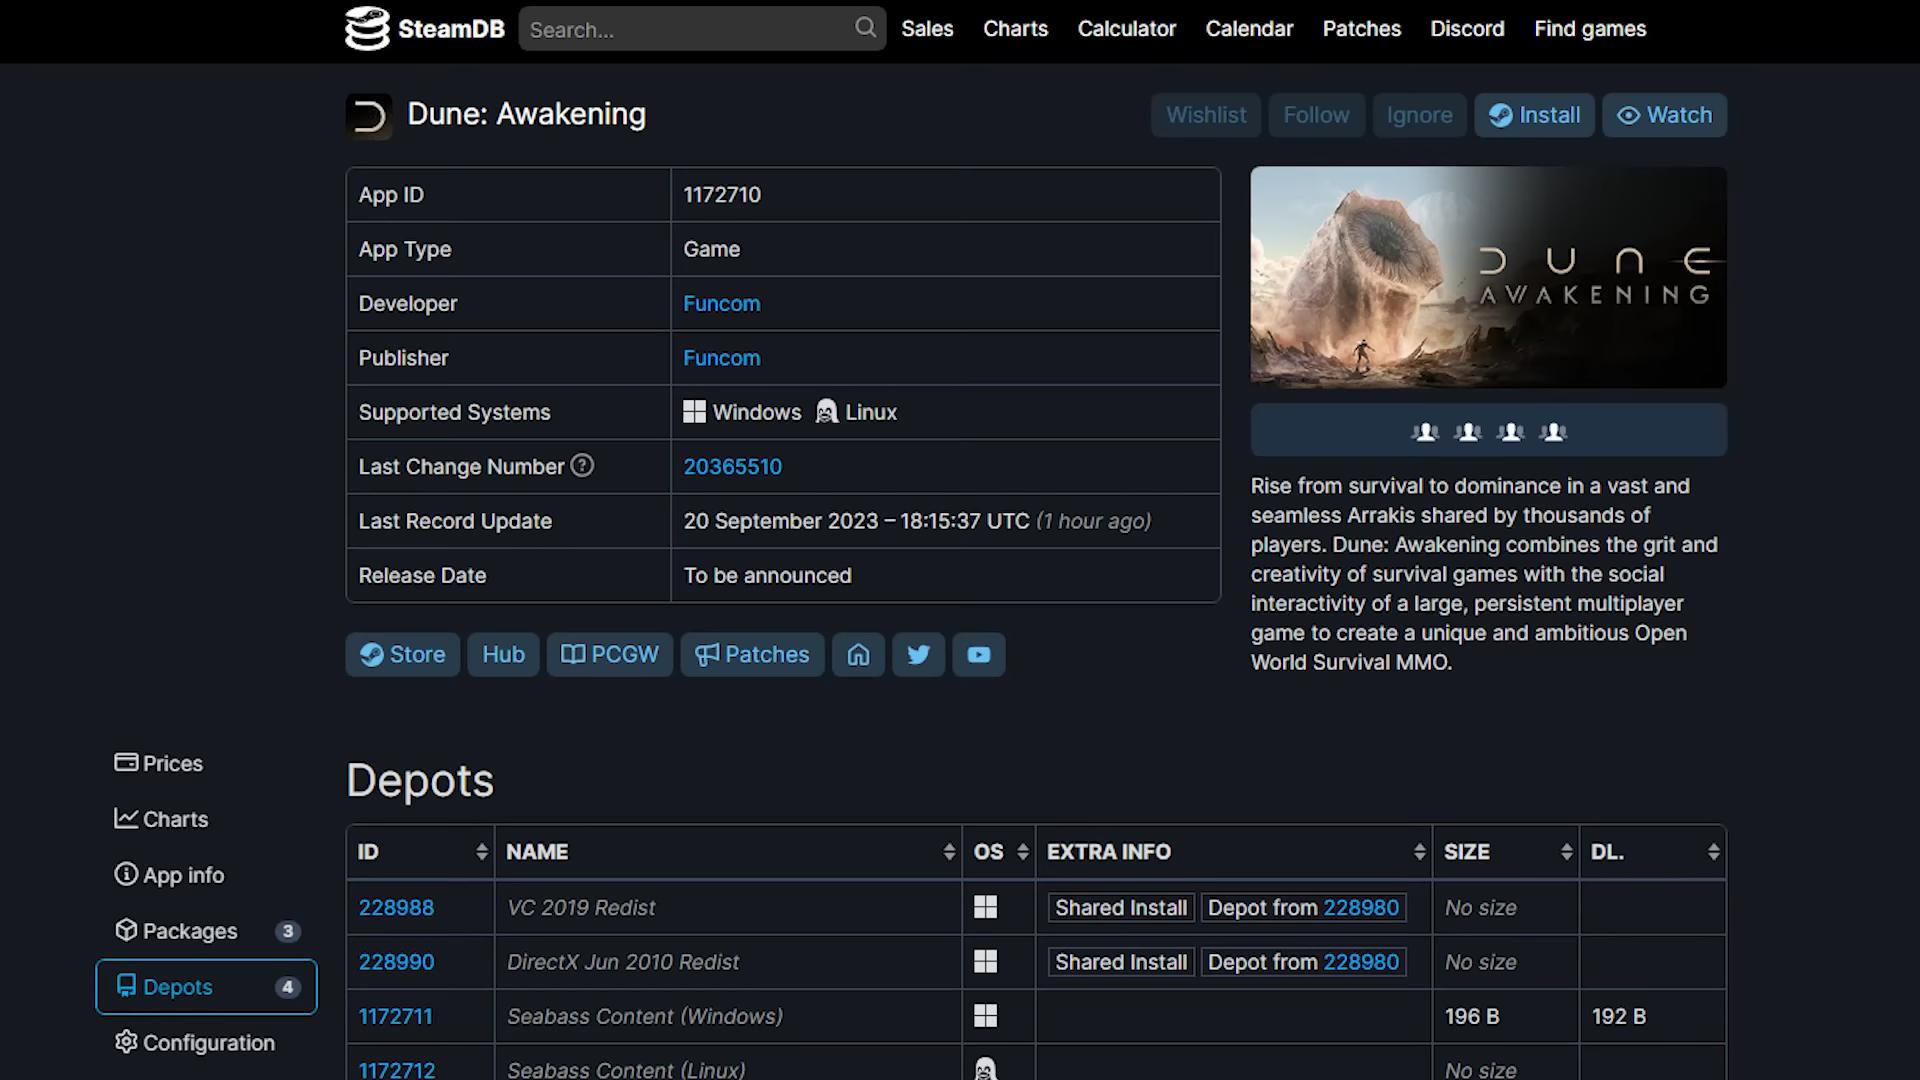 SteamDB Search... Sales Charts Calculator Calendar Patches Discord Find games
Dune: Awakening Wishlist Follow Ignore Install Watch
App ID 1172710
App Type Game
Developer Funcom
Publisher Funcom
Supported Systems Windows Linux
Last Change Number 20365510
Last Record Update 20 September 2023 – 18:15:37 UTC (1 hour ago)
Release Date To be announced
Store Hub PCGW Patches
DUNE
AWAKENING
Rise from survival to dominance in a vast and
seamless Arrakis shared by thousands of
players. Dune: Awakening combines the grit and
creativity of survival games with the social
interactivity of a large, persistent multiplayer
game to create a unique and ambitious Open
World Survival MMO.
Prices
Charts
App info
Packages 3
Depots 4
Configuration
Depots
ID NAME OS EXTRA INFO SIZE DL.
228988 VC 2019 Redist Shared Install Depot from 228980 No size
228990 DirectX Jun 2010 Redist Shared Install Depot from 228980 No size
1172711 Seabass Content (Windows) 196 B 192 B
1172712 Seabass Content (Linux) No size